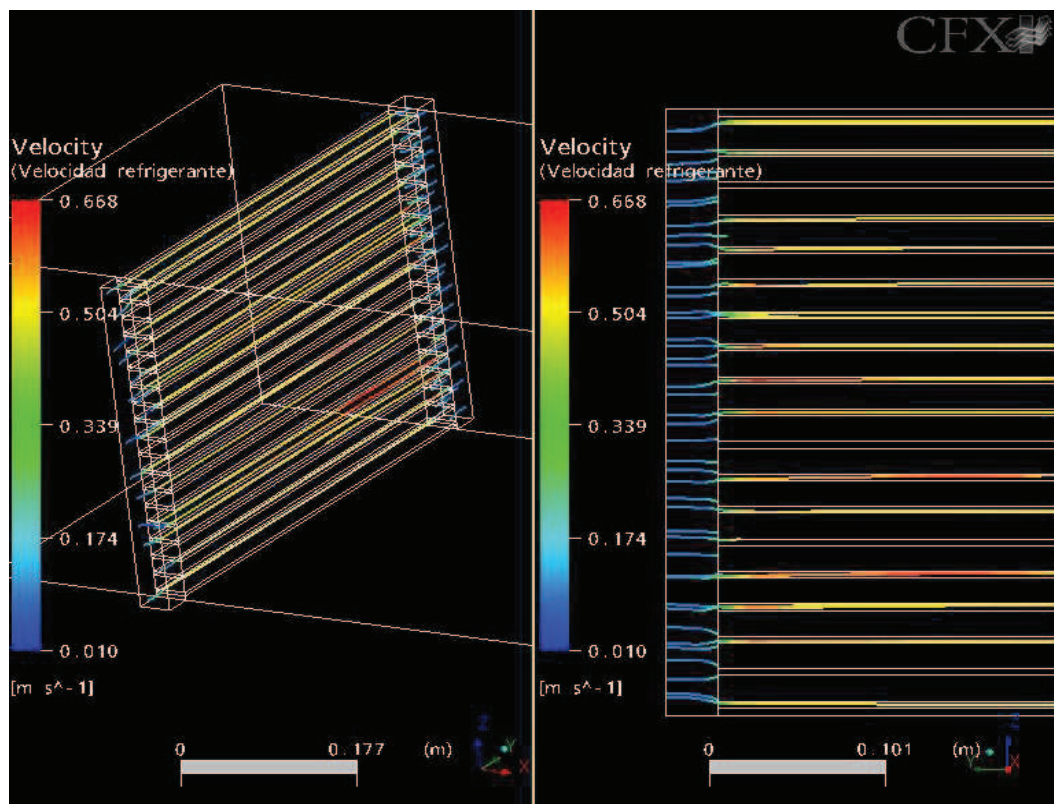 CFX
Velocity
(Velocidad refrigerante)
0.668
0.504
0.339
0.174
0.010
[m s^-1]
0 0.177 (m)
Z
Y
X
Velocity
(Velocidad refrigerante)
0.668
0.504
0.339
0.174
0.010
[m s^-1]
0 0.101 (m)
Y
X